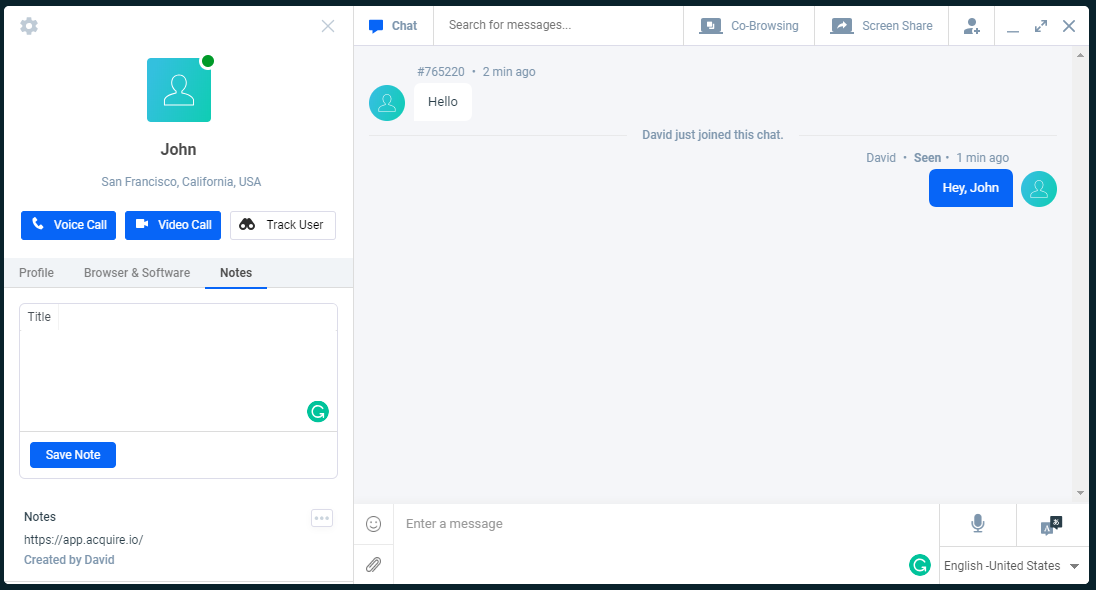 John
San Francisco, California, USA
Voice Call
Video Call
Track User
Profile
Browser & Software
Notes
Title
Save Note
Notes
https://app.acquire.io/
Created by David
Chat
Search for messages...
Co-Browsing
Screen Share
#765220 • 2 min ago
Hello
David just joined this chat.
David • Seen • 1 min ago
Hey, John
Enter a message
English -United States